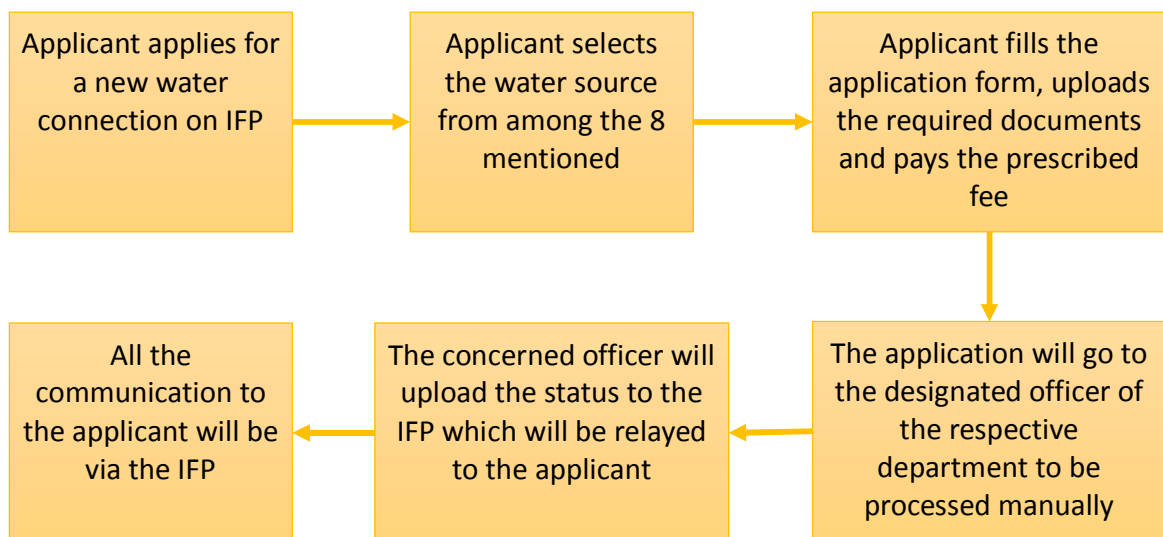 Applicant applies for
a new water
connection on IFP
Applicant selects
the water source
from among the 8
mentioned
Applicant fills the
application form, uploads
the required documents
and pays the prescribed
fee
The application will go to
the designated officer of
the respective
department to be
processed manually
The concerned officer will
upload the status to the
IFP which will be relayed
to the applicant
All the
communication to
the applicant will be
via the IFP